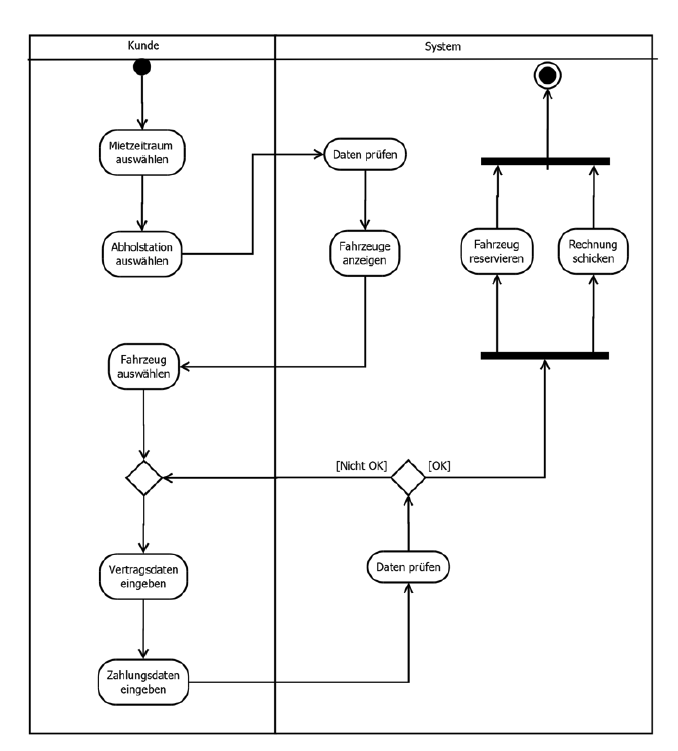 Kunde
System
Mietzeitraum
auswählen
Daten prüfen
Abholstation
auswählen
Fahrzeuge
anzeigen
Fahrzeug
reservieren
Rechnung
schicken
Fahrzeug
auswählen
[Nicht OK]
[OK]
Vertragsdaten
eingeben
Daten prüfen
Zahlungsdaten
eingeben